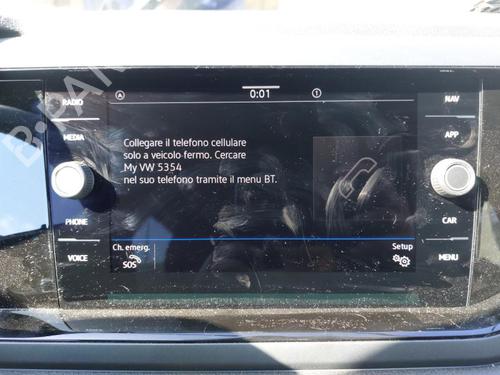 RADIO
MEDIA
PHONE
VOICE
0:01
Collegare il telefono cellulare
solo a veicolo fermo. Cercare
My VW 5354
nel suo telefono tramite il menu BT.
Ch. emerg.
SOS
Setup
NAV
APP
CAR
MENU